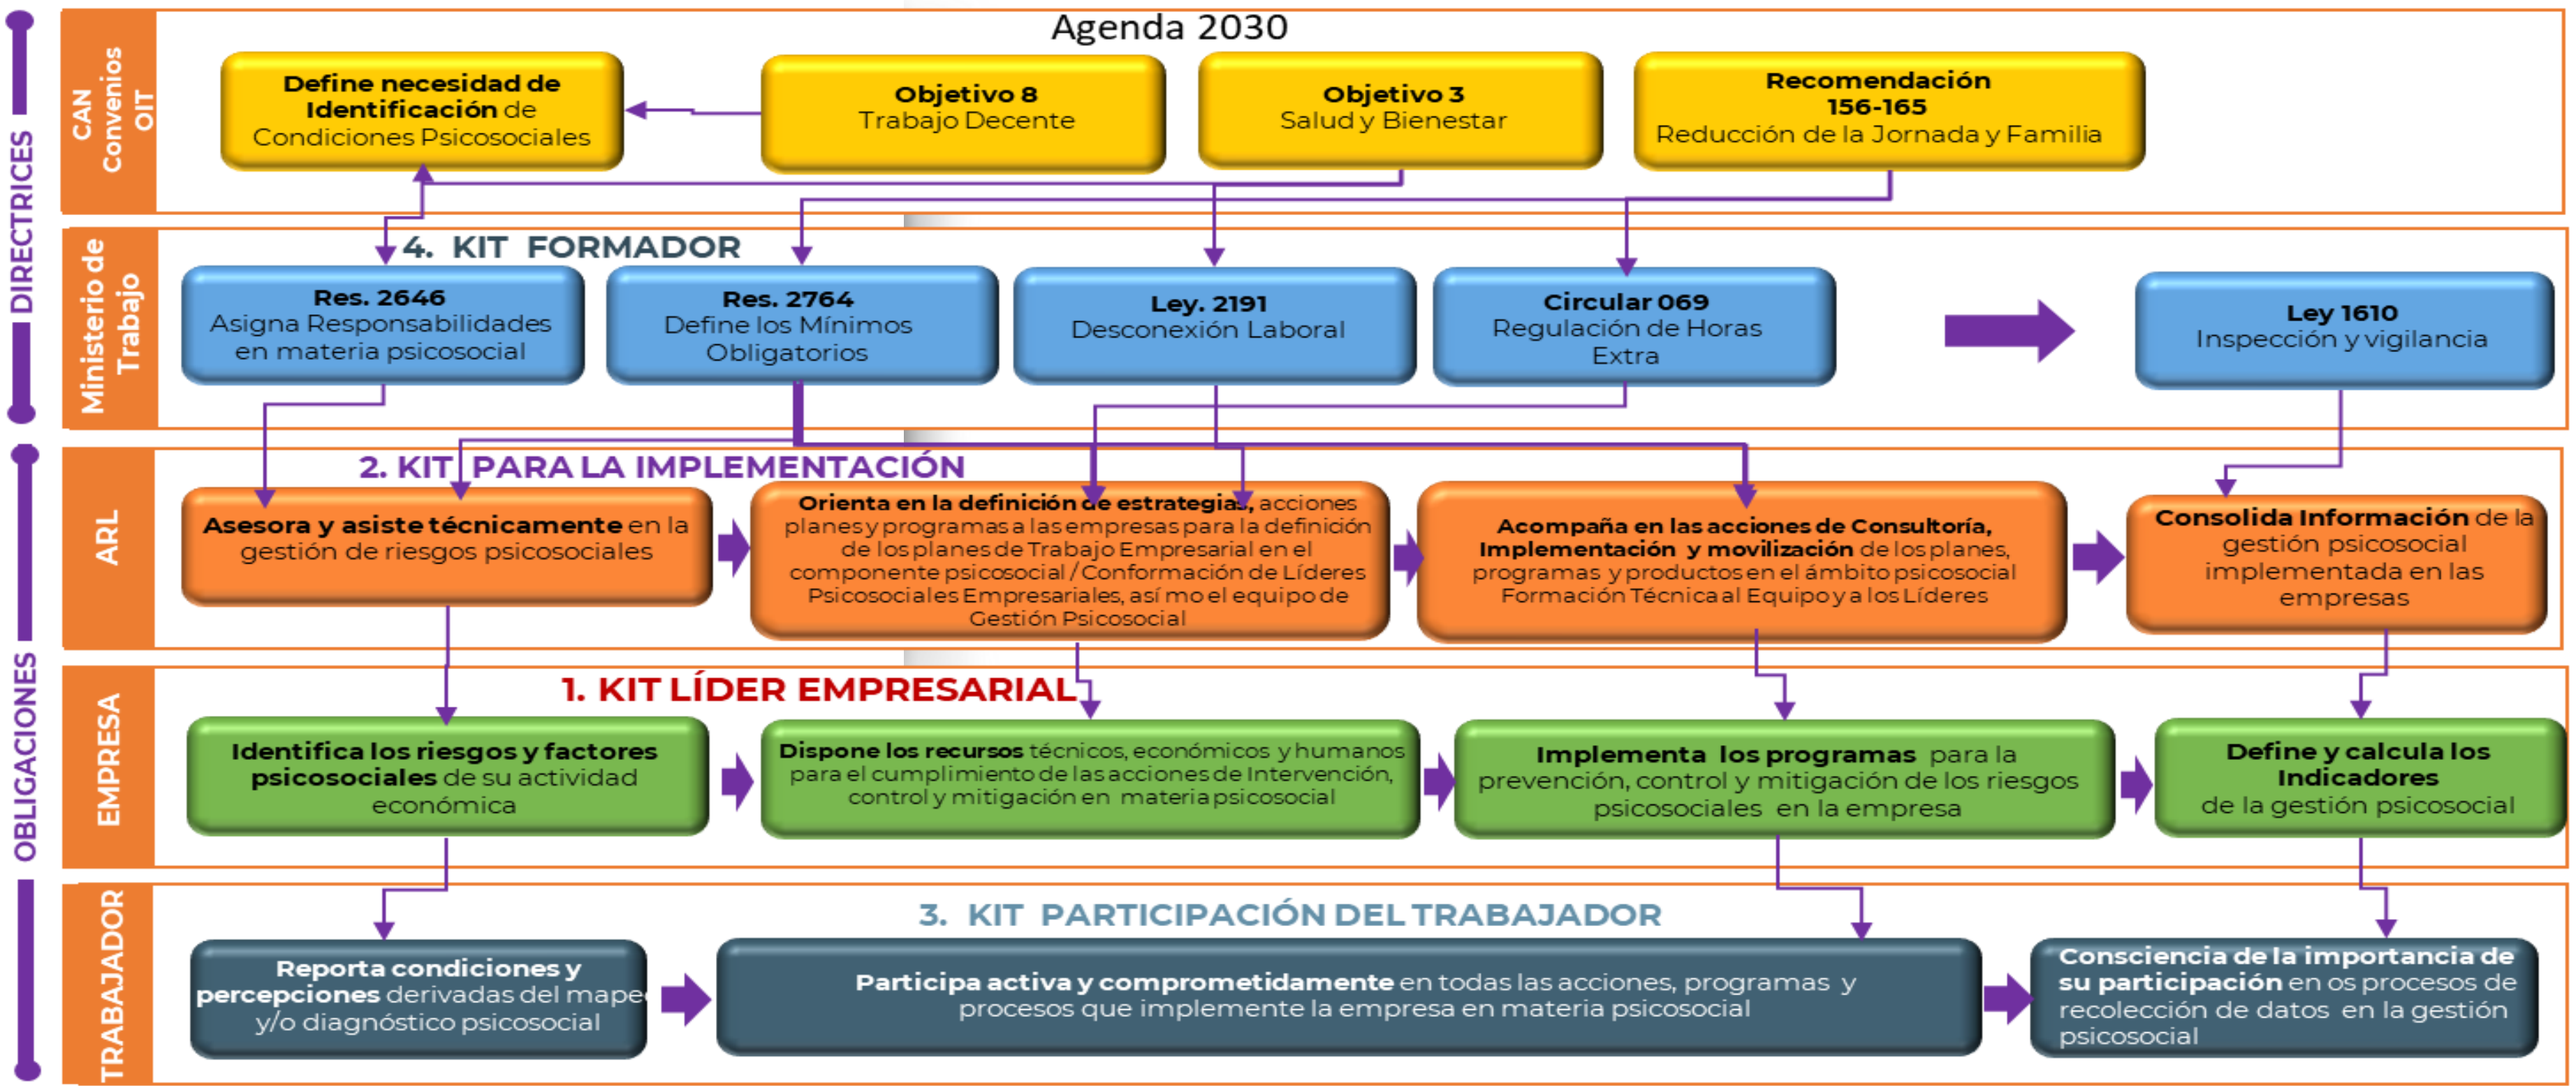 Agenda 2030
DIRECTRICES
CAN
Convenios
OIT
Define necesidad de
Identificación de
Condiciones Psicosociales
Objetivo 8
Trabajo Decente
Objetivo 3
Salud y Bienestar
Recomendación
156-165
Reducción de la Jornada y Familia
Ministerio de
Trabajo
4. KIT FORMADOR
Res. 2646
Asigna Responsabilidades
en materia psicosocial
Res. 2764
Define los Mínimos
Obligatorios
Ley. 2191
Desconexión Laboral
Circular 069
Regulación de Horas
Extra
Ley 1610
Inspección y vigilancia
OBLIGACIONES
ARL
2. KIT PARA LA IMPLEMENTACIÓN
Asesora y asiste técnicamente en la
gestión de riesgos psicosociales
Orienta en la definición de estrategias, acciones
planes y programas a las empresas para la definición
de los planes de Trabajo Empresarial en el
componente psicosocial / Conformación de Líderes
Psicosociales Empresariales, así mo el equipo de
Gestión Psicosocial
Acompaña en las acciones de Consultoría,
Implementación y movilización de los planes,
programas y productos en el ámbito psicosocial
Formación Técnica al Equipo y a los Líderes
Consolida Información de la
gestión psicosocial
implementada en las
empresas
EMPRESA
1. KIT LÍDER EMPRESARIAL
Identifica los riesgos y factores
psicosociales de su actividad
económica
Dispone los recursos técnicos, económicos y humanos
para el cumplimiento de las acciones de Intervención,
control y mitigación en materia psicosocial
Implementa los programas para la
prevención, control y mitigación de los riesgos
psicosociales en la empresa
Define y calcula los
Indicadores
de la gestión psicosocial
TRABAJADOR
3. KIT PARTICIPACIÓN DEL TRABAJADOR
Reporta condiciones y
percepciones derivadas del mape
y/o diagnóstico psicosocial
Participa activa y comprometidamente en todas las acciones, programas y
procesos que implemente la empresa en materia psicosocial
Consciencia de la importancia de
su participación en os procesos de
recolección de datos en la gestión
psicosocial